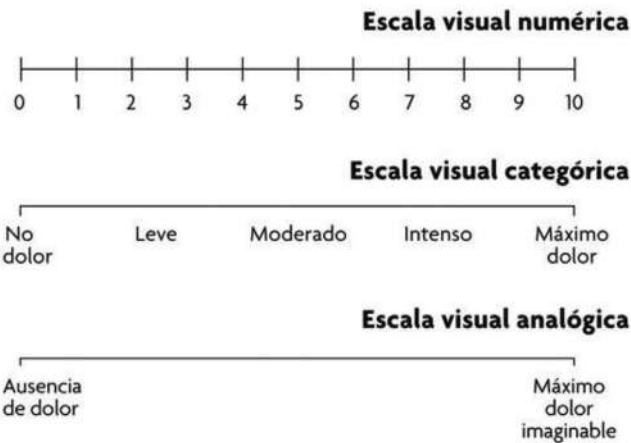 Escala visual numérica
0 1 2 3 4 5 6 7 8 9 10
Escala visual categórica
No dolor
Leve
Moderado
Intenso
Máximo dolor
Escala visual analógica
Ausencia de dolor
Máximo dolor imaginable